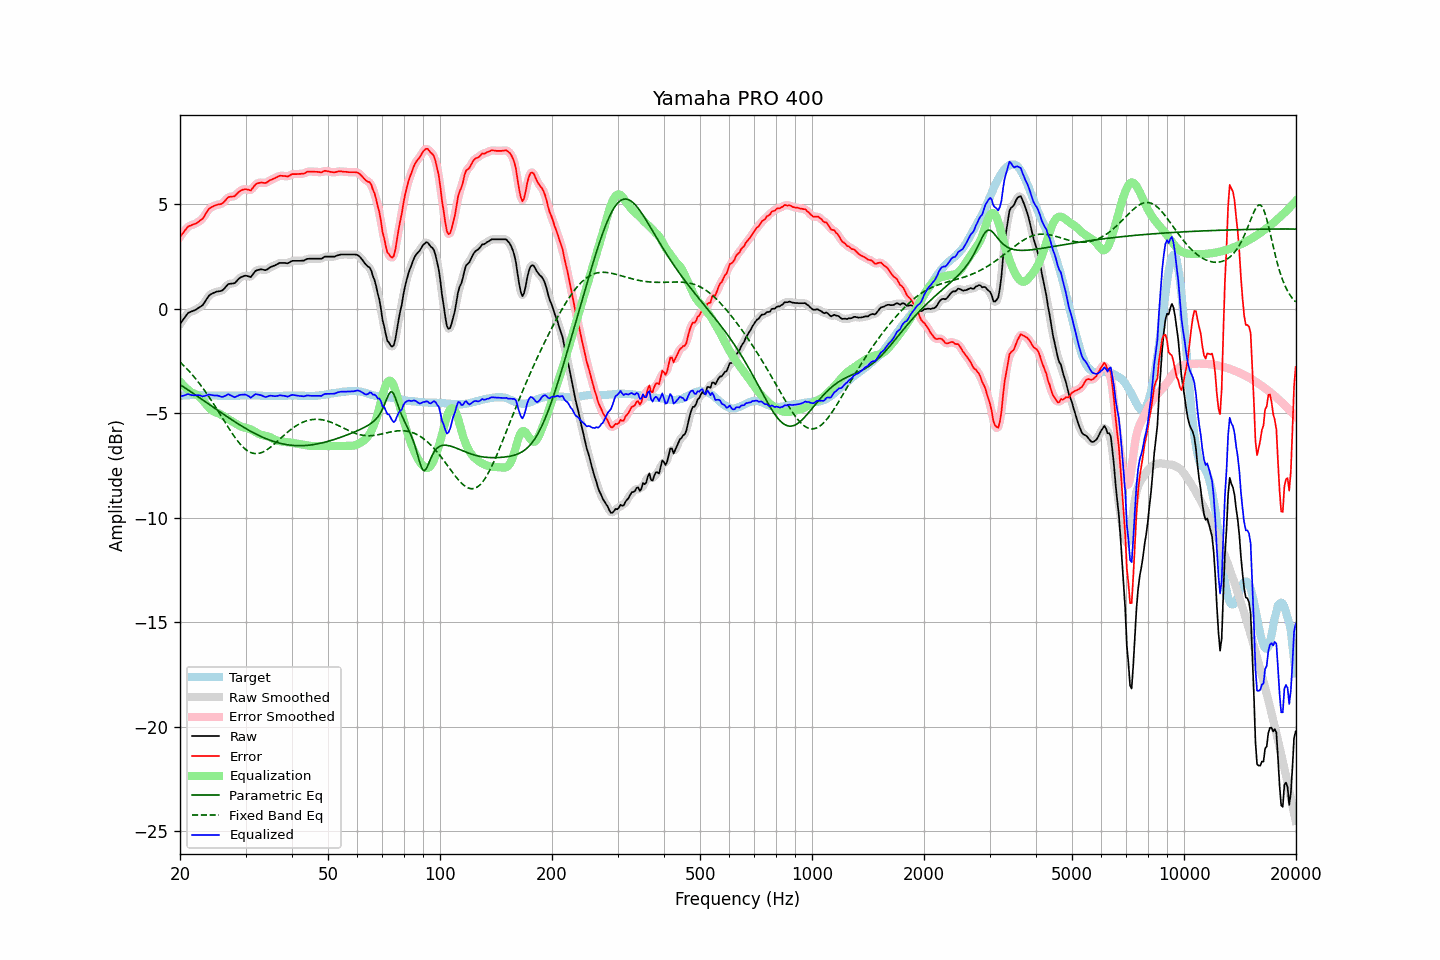 Yamaha PRO 400
Amplitude (dBr)
5
0
−5
−10
−15
−20
−25
Target
Raw Smoothed
Error Smoothed
Raw
Error
Equalization
Parametric Eq
Fixed Band Eq
Equalized
20 50 100 200 500 1000 2000 5000 10000 20000
Frequency (Hz)